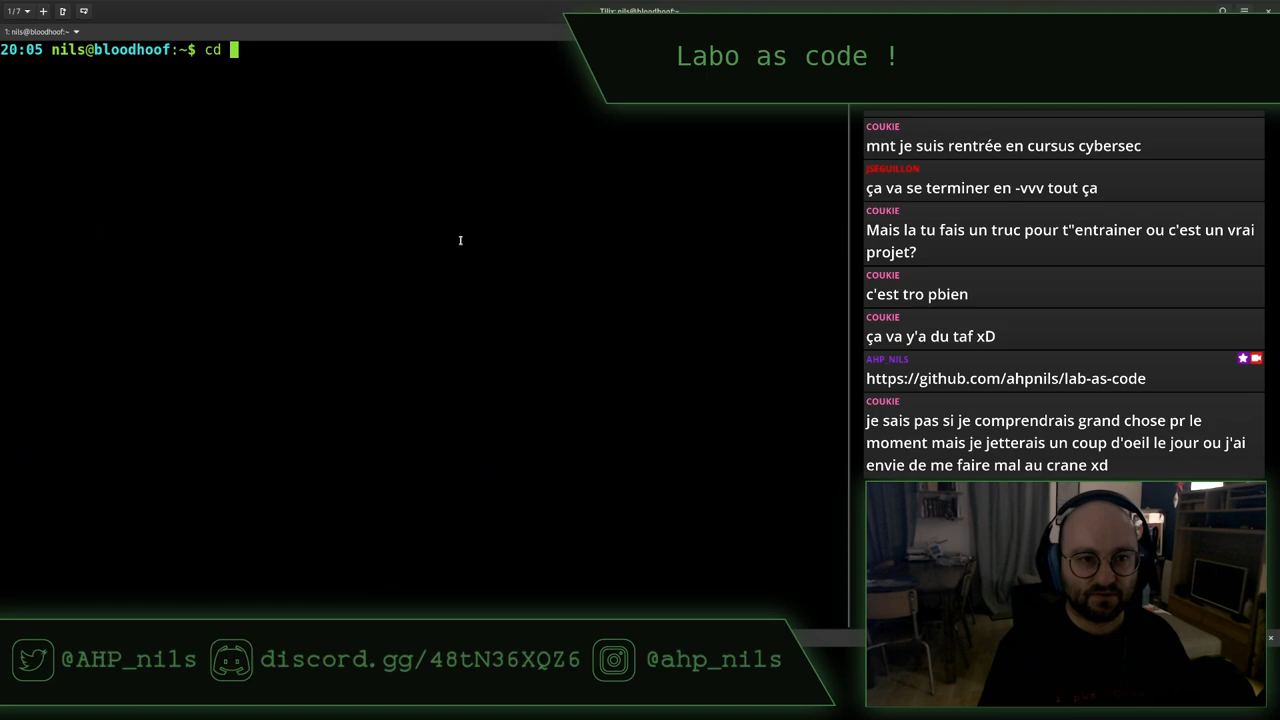 1/7
Tilix: nils@bloodhoof:~
1: nils@bloodhoof:~
20:05 nils@bloodhoof:~$ cd
Labo as code !
COUKIE
mnt je suis rentrée en cursus cybersec
JSEGUILLON
ça va se terminer en -vvv tout ça
COUKIE
Mais la tu fais un truc pour t"entrainer ou c'est un vrai
projet?
COUKIE
c'est tro pbien
COUKIE
ça va y'a du taf xD
AHP_NILS
https://github.com/ahpnils/lab-as-code
COUKIE
je sais pas si je comprendrais grand chose pr le
moment mais je jetterais un coup d'oeil le jour ou j'ai
envie de me faire mal au crane xd
@AHP_nils discord.gg/48tN36XQZ6 @ahp_nils